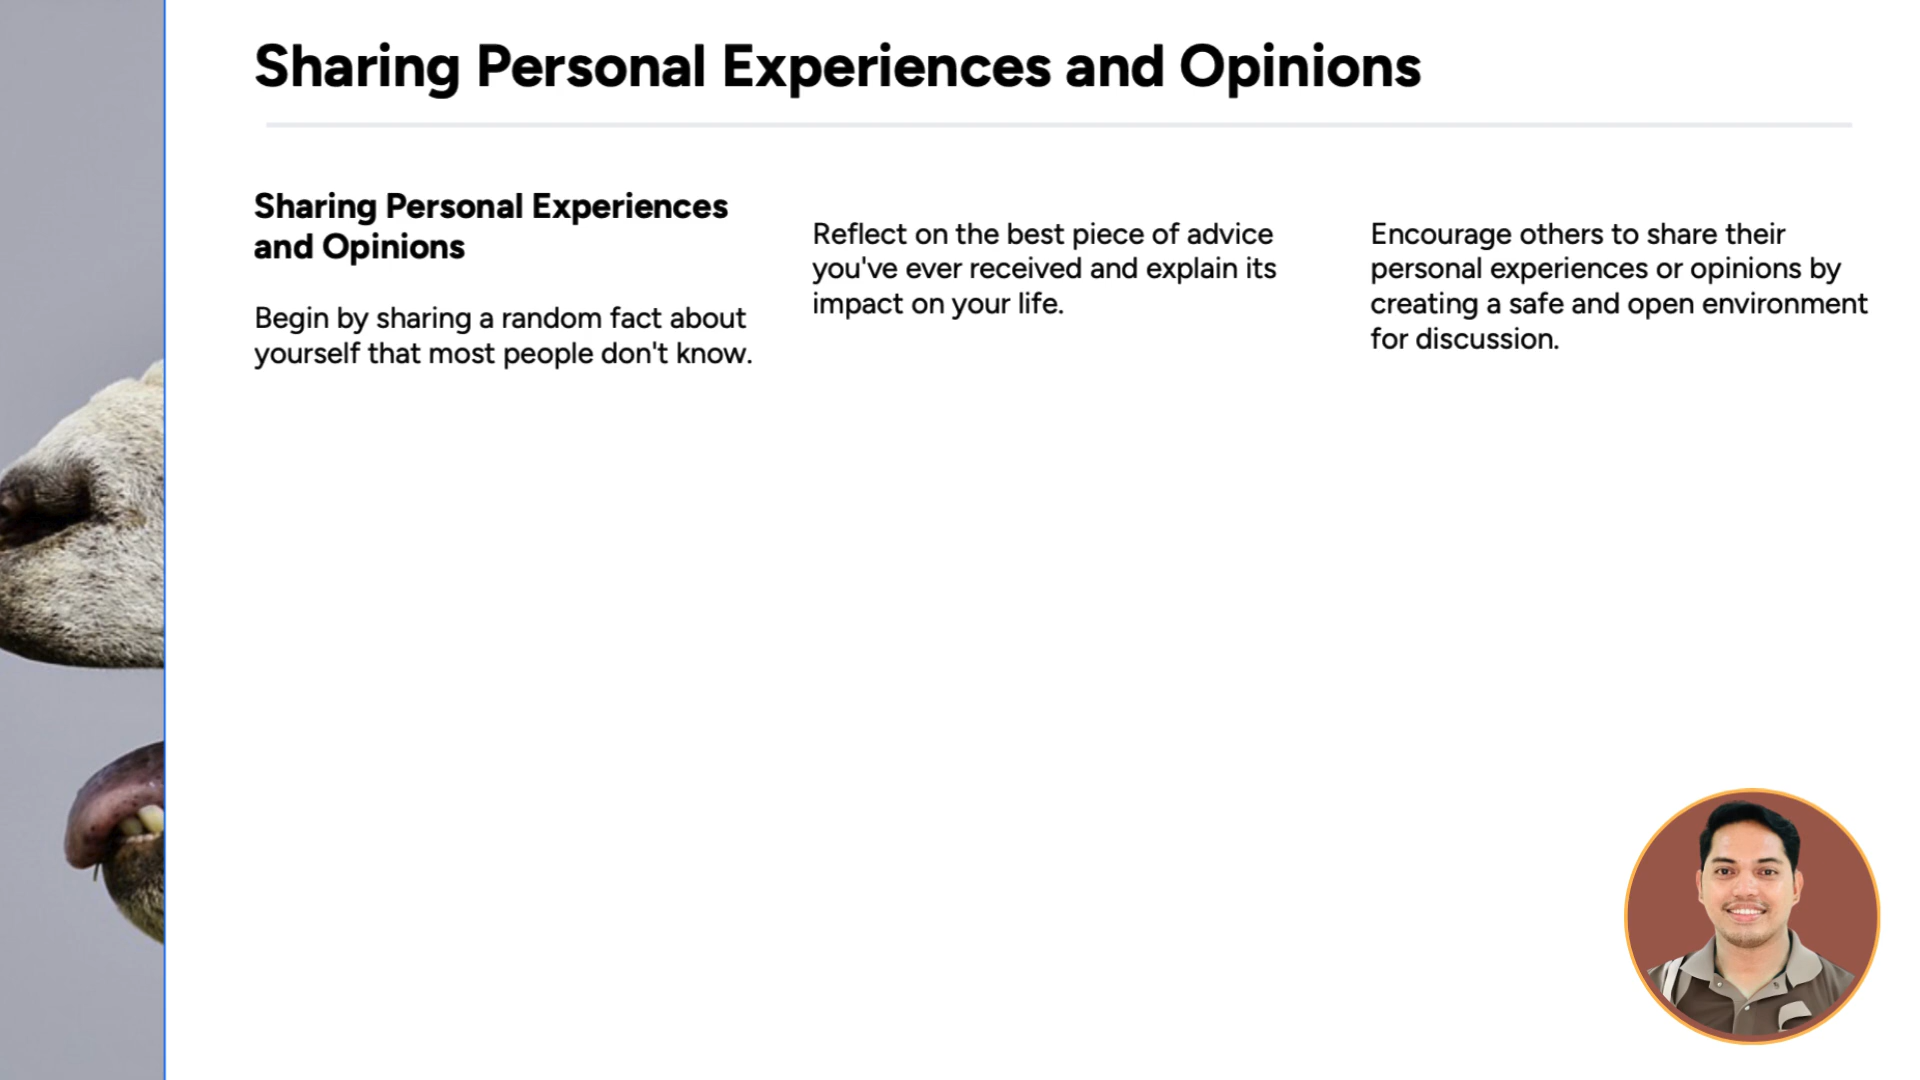 Sharing Personal Experiences and Opinions
Sharing Personal Experiences
and Opinions
Begin by sharing a random fact about
yourself that most people don't know.
Reflect on the best piece of advice
you've ever received and explain its
impact on your life.
Encourage others to share their
personal experiences or opinions by
creating a safe and open environment
for discussion.